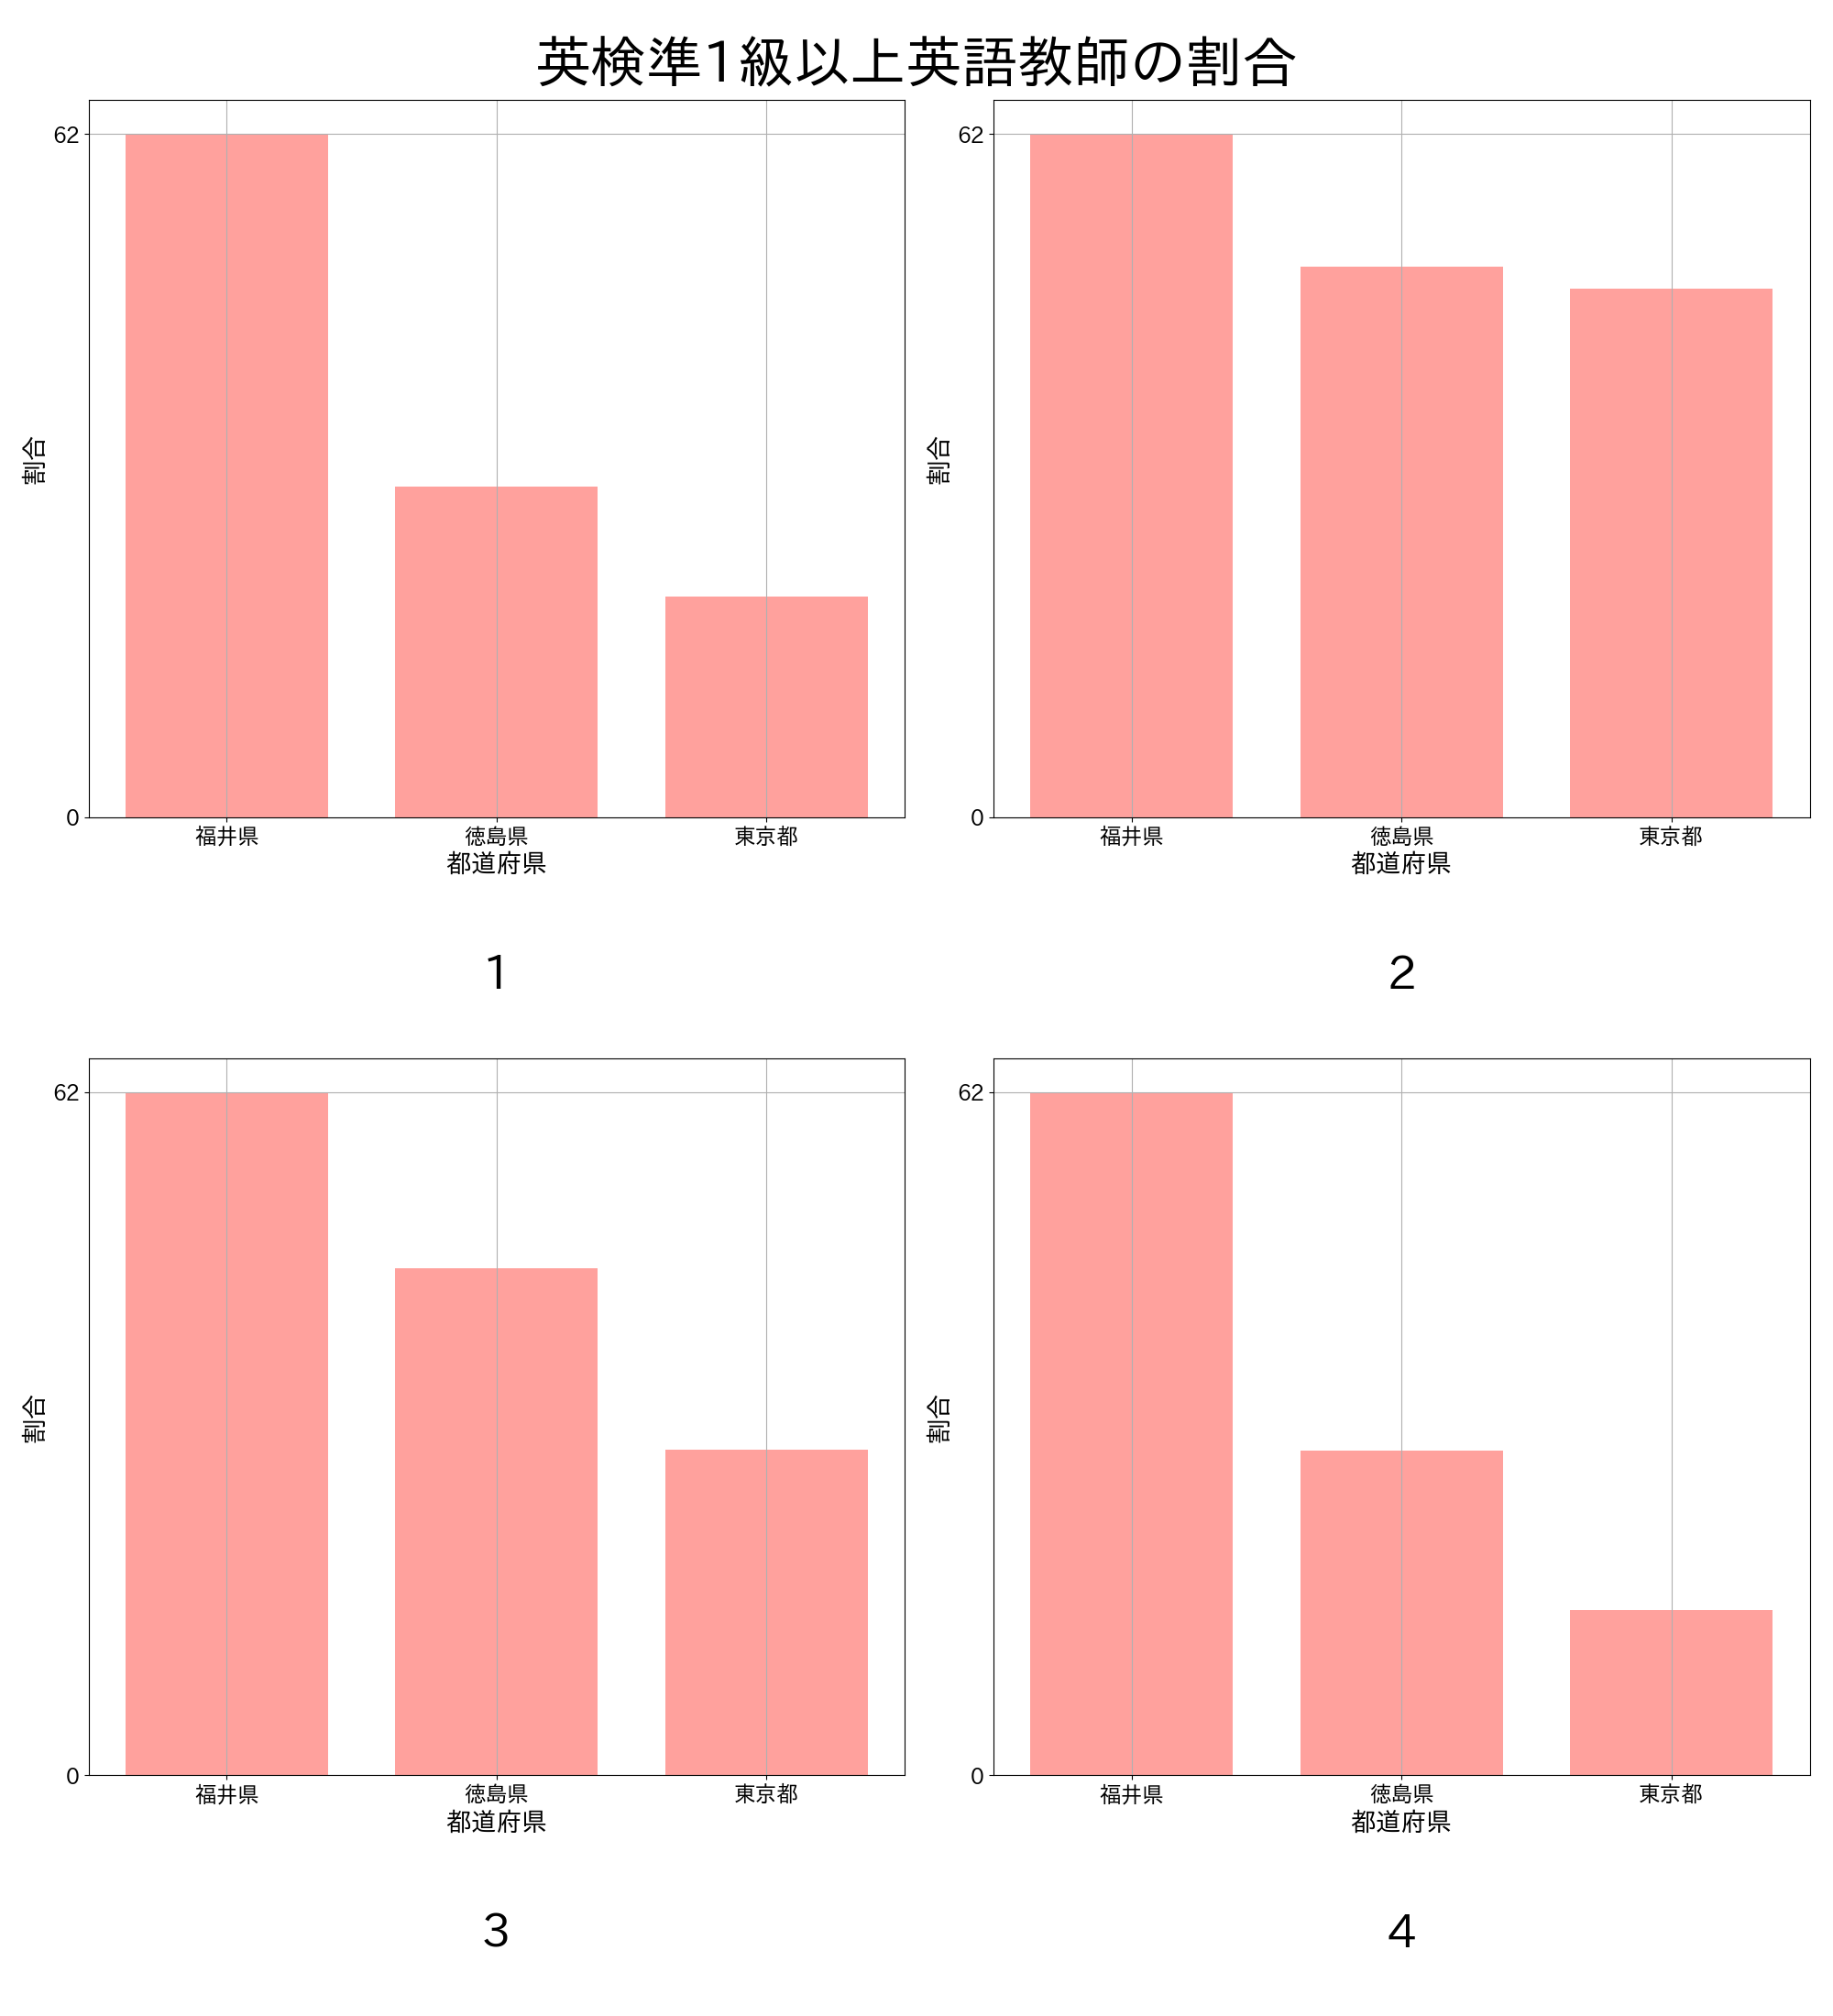 英検準1級以上英語教師の割合
62
0
割合
福井県 徳島県 東京都
都道府県
1
62
0
割合
福井県 徳島県 東京都
都道府県
2
62
0
割合
福井県 徳島県 東京都
都道府県
3
62
0
割合
福井県 徳島県 東京都
都道府県
4